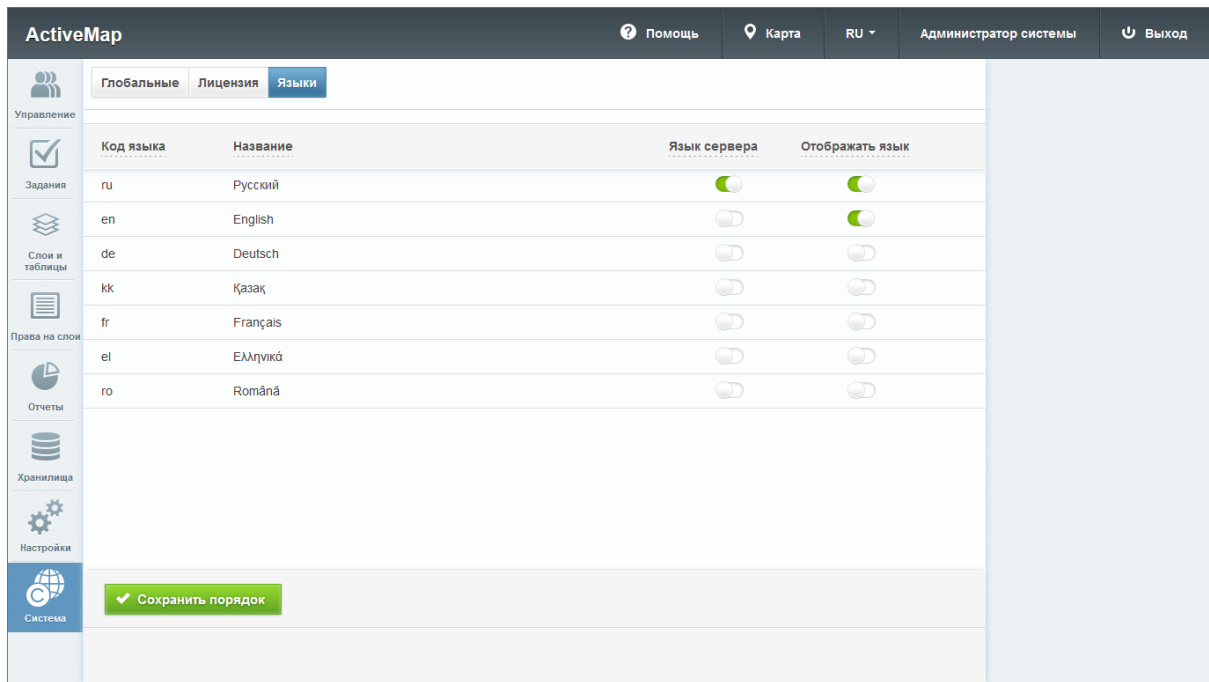 ActiveMap
Помощь
Карта
RU
Администратор системы
Выход
Глобальные
Лицензия
Языки
Управление
Задания
Слои и
таблицы
Права на слои
Отчеты
Хранилища
Настройки
Система
Код языка Название Язык сервера Отображать язык
ru Русский
en English
de Deutsch
kk Қазақ
fr Français
el Ελληνικά
ro Română
Сохранить порядок